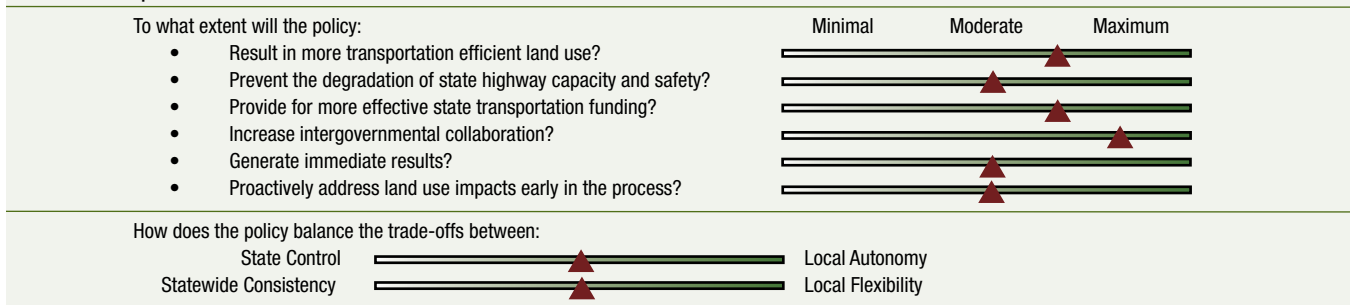 To what extent will the policy: Minimal Moderate Maximum
• Result in more transportation efficient land use?
• Prevent the degradation of state highway capacity and safety?
• Provide for more effective state transportation funding?
• Increase intergovernmental collaboration?
• Generate immediate results?
• Proactively address land use impacts early in the process?
How does the policy balance the trade-offs between:
State Control Local Autonomy
Statewide Consistency Local Flexibility